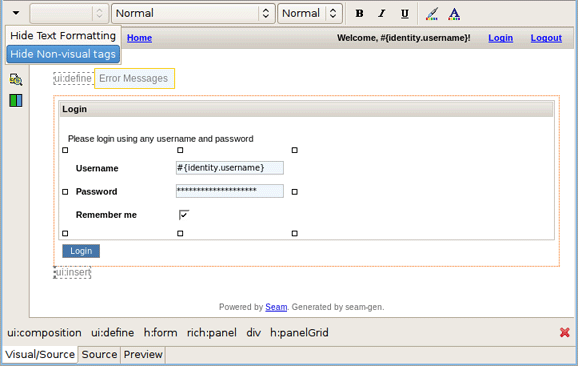 Normal Normal B I U A
Hide Text Formatting
Hide Non-visual tags
Home Welcome, #{identity.username}! Login Logout
ui:define Error Messages
Login
Please login using any username and password
Username #{identity.username}
Password ********************
Remember me
Login
ui:insert
Powered by Seam. Generated by seam-gen.
ui:composition ui:define h:form rich:panel div h:panelGrid
Visual/Source Source Preview